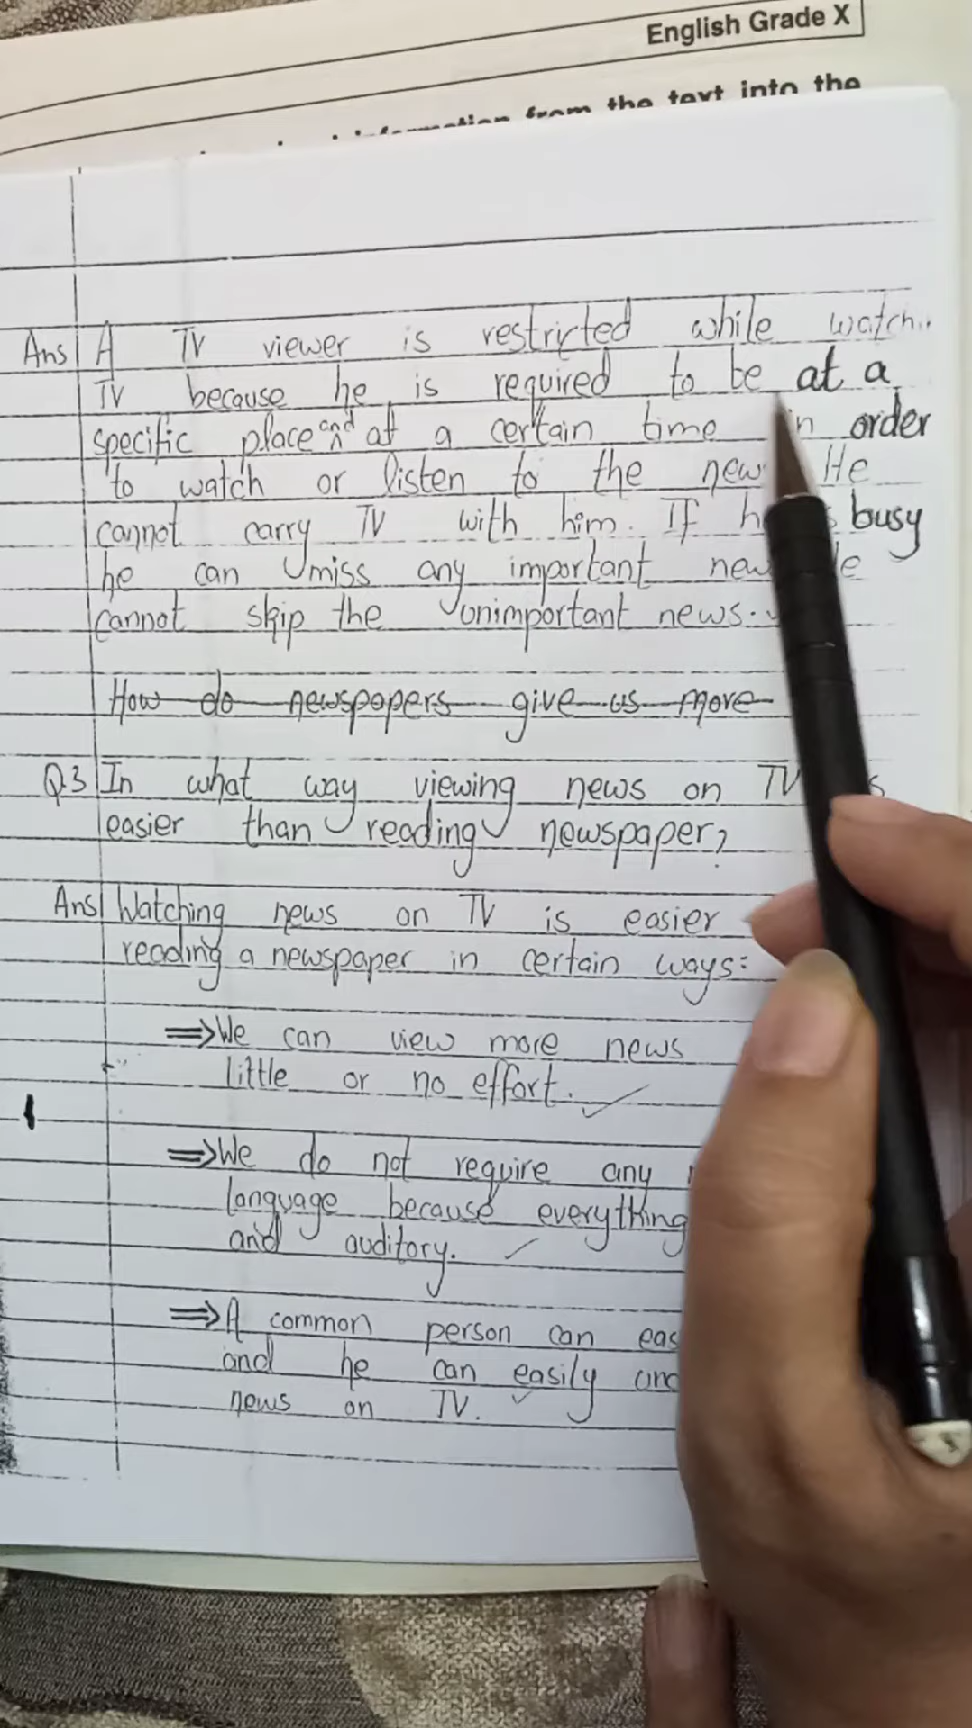 English Grade X
from the text into the
Ans A TV viewer is restricted while watch
TV because he is required to be at a
specific place and at a certain time in order
to watch or listen to the new He
cannot carry TV with him. If h busy
he can miss any important new
cannot skip the unimportant news.
How do newspapers give us more
Q3 In what way viewing news on TV
easier than reading newspaper?
Ans Watching news on TV is easier
reading a newspaper in certain ways:
⇒ We can view more news
little or no effort.
⇒ We do not require any
language because everything
and auditory.
⇒ A common person can eas
and he can easily and
news on TV.